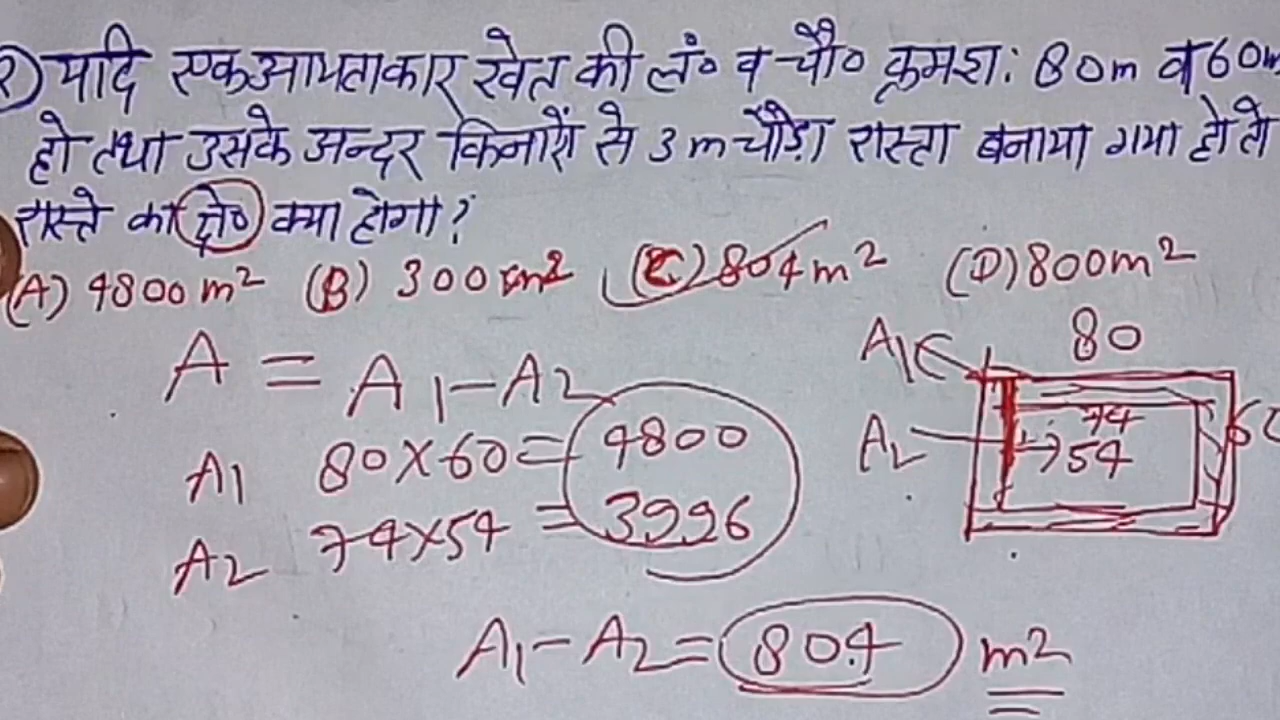 2) यदि एक आयताकार खेत की लं० व चौ० क्रमश: 80m व 60m
हो तथा उसके अन्दर किनारों से 3m चौड़ा रास्ता बनाया गया हो तो
रास्ते का क्षे० क्या होगा?
(A) 4800m² (B) 300m² (C) 804m² (D) 800m²
A = A1-A2
A1 80×60= 4800
A2 74×54 = 3996
A1-A2= 804 m²
A1
80
A2
74
54
60